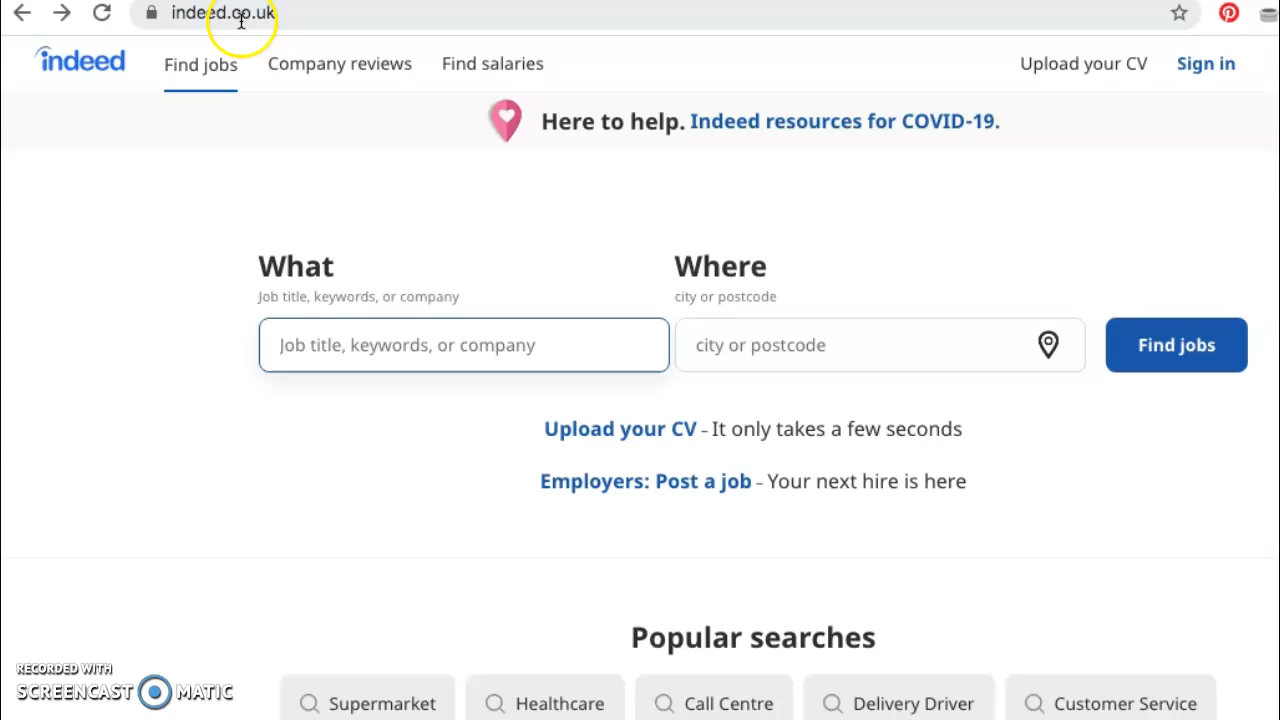 indeed.co.uk
indeed Find jobs Company reviews Find salaries Upload your CV Sign in
Here to help. Indeed resources for COVID-19.
What Where
Job title, keywords, or company city or postcode
Job title, keywords, or company city or postcode Find jobs
Upload your CV - It only takes a few seconds
Employers: Post a job - Your next hire is here
Popular searches
RECORDED WITH
SCREENCAST MATIC
Supermarket Healthcare Call Centre Delivery Driver Customer Service